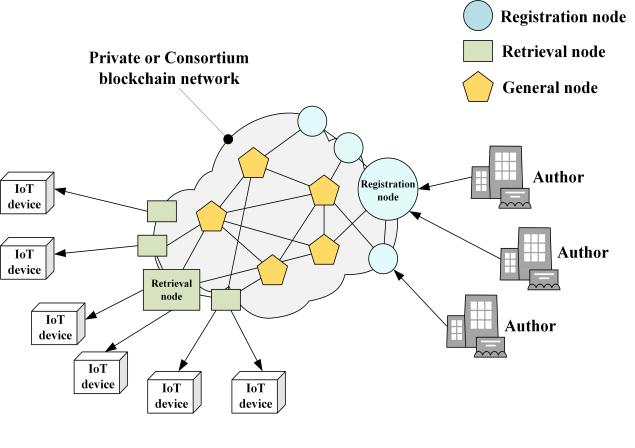 Registration node
Retrieval node
General node
Private or Consortium
blockchain network
Registration
node
Author
Author
Author
IoT
device
IoT
device
Retrieval
node
IoT
device
IoT
device
IoT
device
IoT
device